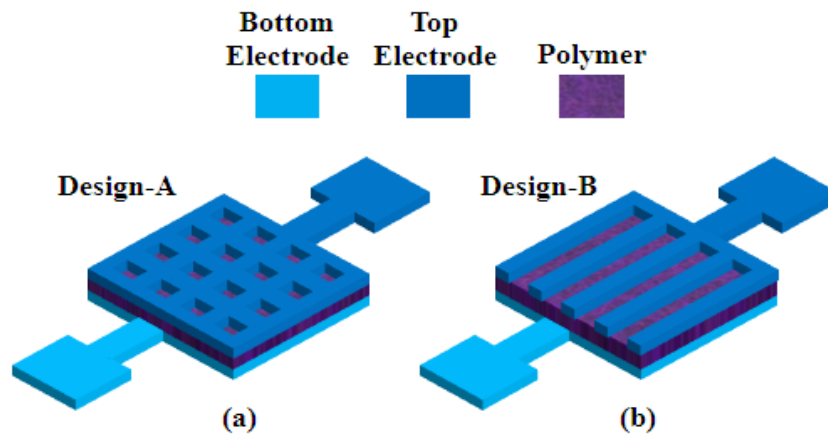 Bottom Electrode
Top Electrode
Polymer
Design-A
Design-B
(a)
(b)